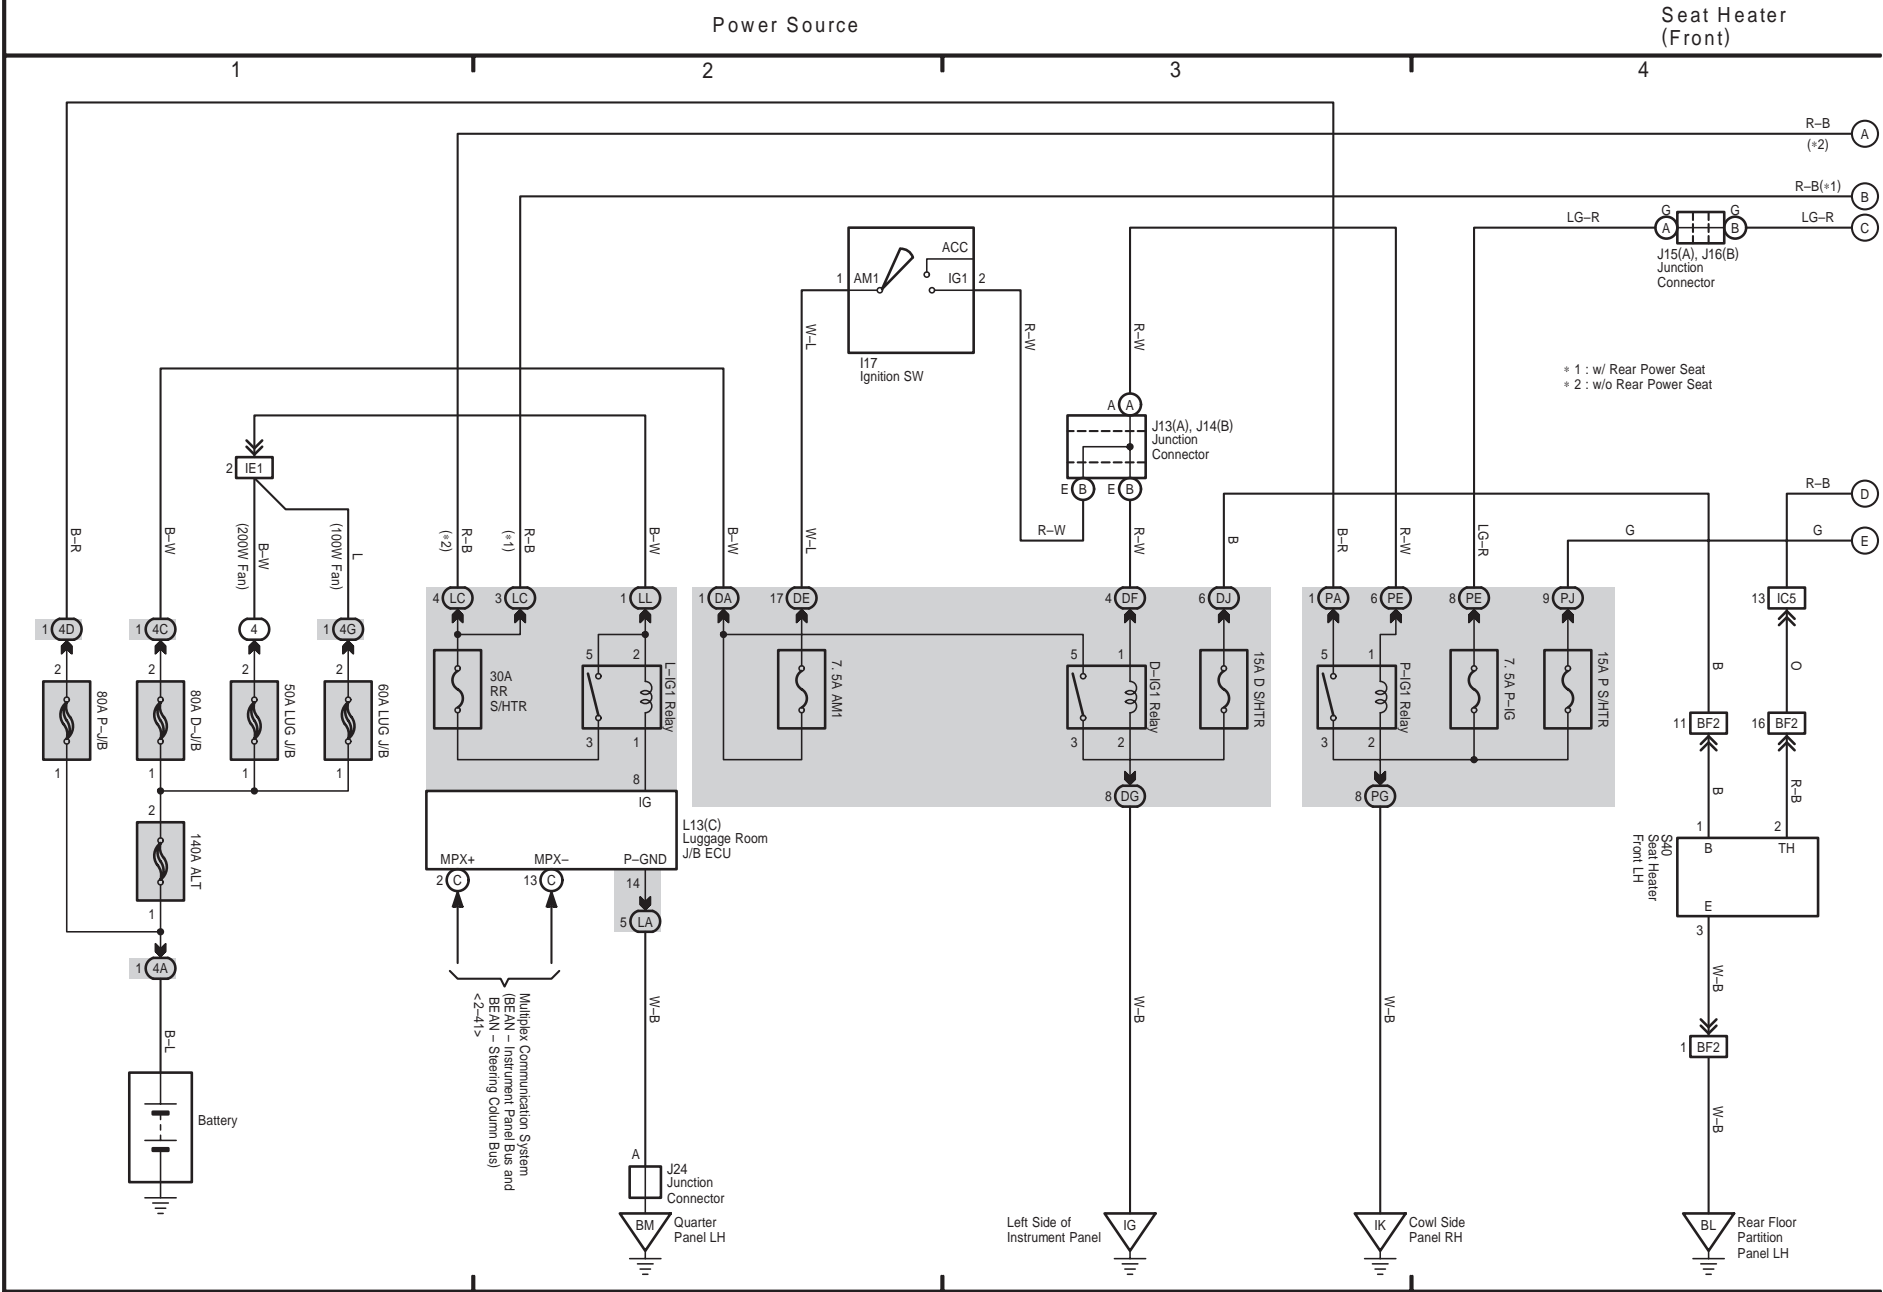 Power Source
Seat Heater
(Front)
1
2
3
4
R–B
(∗2)
A
R–B(∗1)
B
LG–R
G
A
G
B
LG–R
C
J15(A), J16(B)
Junction
Connector
ACC
1
AM1
IG1
2
I17
Ignition SW
W–L
R–W
R–W
∗ 1 : w/ Rear Power Seat
∗ 2 : w/o Rear Power Seat
A
A
J13(A), J14(B)
Junction
Connector
E
B
E
B
2
IE1
R–B
D
G
G
E
B–R
B–W
(200W Fan)
B–W
(100W Fan)
L
(∗2)
R–B
(∗1)
R–B
B–W
B–W
W–L
R–W
R–W
B
B–R
R–W
LG–R
4
LC
3
LC
1
LL
1
DA
17
DE
4
DF
6
DJ
1
PA
6
PE
8
PE
9
PJ
13
IC5
1
4D
1
4C
4
1
4G
2
80A P–J/B
1
2
80A D–J/B
1
2
50A LUG J/B
1
2
60A LUG J/B
1
30A
RR
S/HTR
5
2
L–IG1 Relay
3
1
7. 5A AM1
5
1
D–IG1 Relay
3
2
15A D S/HTR
5
1
P–IG1 Relay
3
2
7. 5A P–IG
15A P S/HTR
B
O
11
BF2
16
BF2
B
R–B
8
IG
8
DG
8
PG
2
140A ALT
1
L13(C)
Luggage Room
J/B ECU
MPX+
MPX–
P–GND
2
C
13
C
14
5
LA
1
2
B
TH
E
S40
Seat Heater
Front LH
3
1
4A
B–L
Battery
Multiplex Communication System
(BEAN – Instrument Panel Bus and
BEAN – Steering Column Bus)
<2–41>
W–B
W–B
W–B
W–B
1
BF2
W–B
A
J24
Junction
Connector
BM
Quarter
Panel LH
Left Side of
Instrument Panel
IG
IK
Cowl Side
Panel RH
BL
Rear Floor
Partition
Panel LH